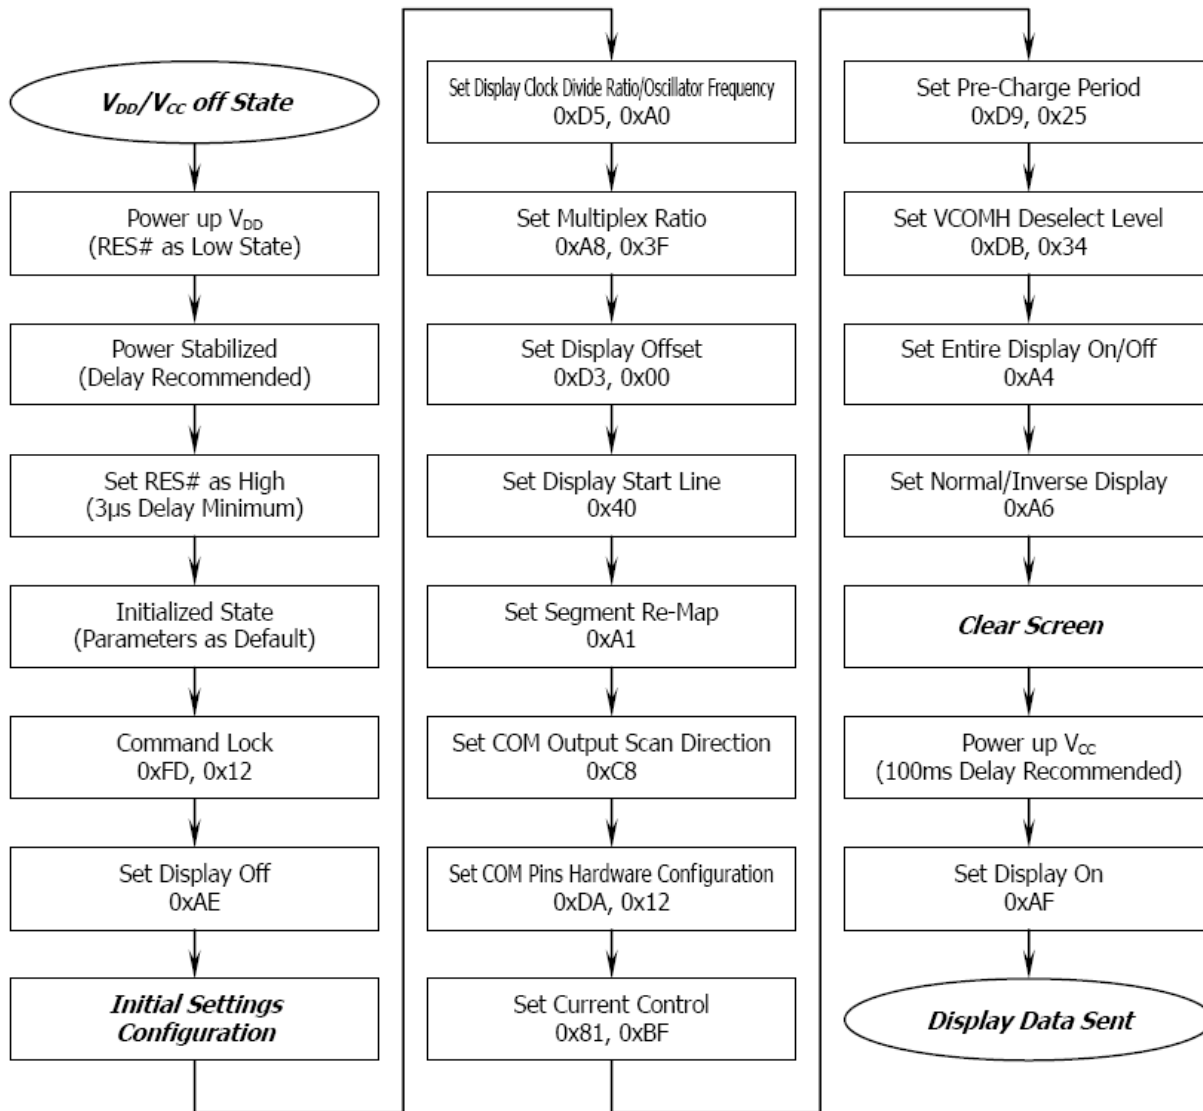 V_DD/V_CC off State
Power up V_DD
(RES# as Low State)
Power Stabilized
(Delay Recommended)
Set RES# as High
(3μs Delay Minimum)
Initialized State
(Parameters as Default)
Command Lock
0xFD, 0x12
Set Display Off
0xAE
Initial Settings
Configuration
Set Display Clock Divide Ratio/Oscillator Frequency
0xD5, 0xA0
Set Multiplex Ratio
0xA8, 0x3F
Set Display Offset
0xD3, 0x00
Set Display Start Line
0x40
Set Segment Re-Map
0xA1
Set COM Output Scan Direction
0xC8
Set COM Pins Hardware Configuration
0xDA, 0x12
Set Current Control
0x81, 0xBF
Set Pre-Charge Period
0xD9, 0x25
Set VCOMH Deselect Level
0xDB, 0x34
Set Entire Display On/Off
0xA4
Set Normal/Inverse Display
0xA6
Clear Screen
Power up V_CC
(100ms Delay Recommended)
Set Display On
0xAF
Display Data Sent